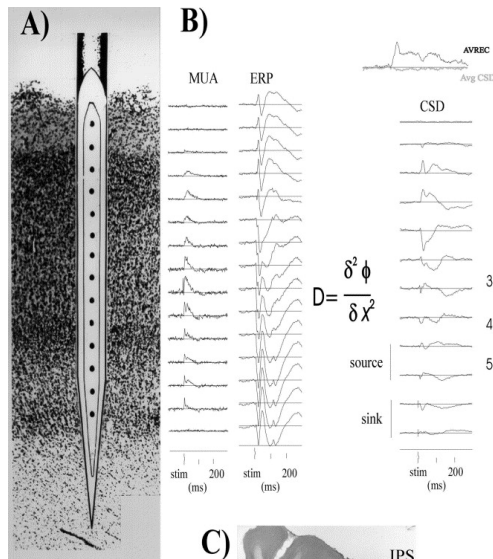 A)
B)
AVREC
Avg CSD
MUA
ERP
CSD
D = δ² φ
δ χ²
3
4
source
5
sink
stim 200
(ms)
stim 200
(ms)
stim 200
(ms)
C)
IPS